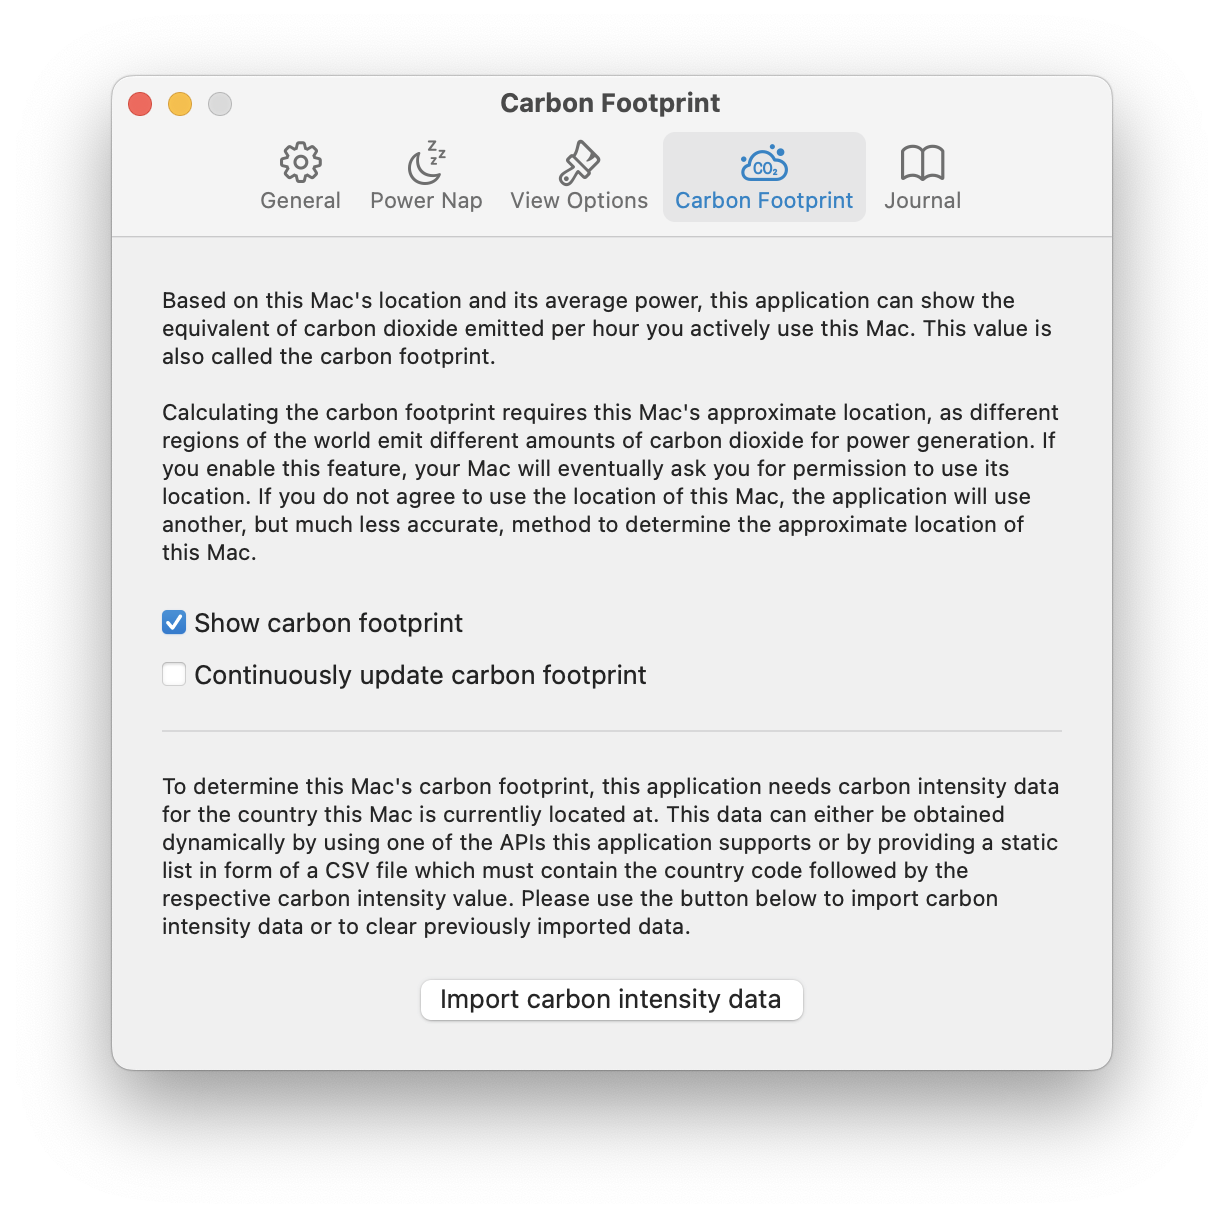 Carbon Footprint
General
Power Nap
View Options
Carbon Footprint
Journal
Based on this Mac's location and its average power, this application can show the
equivalent of carbon dioxide emitted per hour you actively use this Mac. This value is
also called the carbon footprint.
Calculating the carbon footprint requires this Mac's approximate location, as different
regions of the world emit different amounts of carbon dioxide for power generation. If
you enable this feature, your Mac will eventually ask you for permission to use its
location. If you do not agree to use the location of this Mac, the application will use
another, but much less accurate, method to determine the approximate location of
this Mac.
Show carbon footprint
Continuously update carbon footprint
To determine this Mac's carbon footprint, this application needs carbon intensity data
for the country this Mac is currentliy located at. This data can either be obtained
dynamically by using one of the APIs this application supports or by providing a static
list in form of a CSV file which must contain the country code followed by the
respective carbon intensity value. Please use the button below to import carbon
intensity data or to clear previously imported data.
Import carbon intensity data